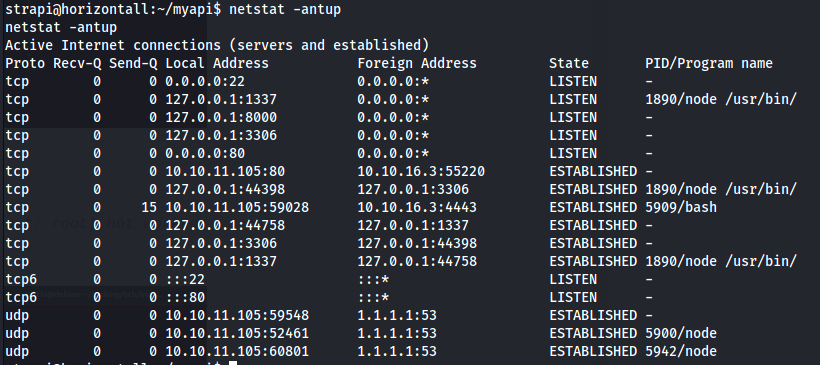 strapi@horizontall:~/myapi$ netstat -antup
netstat -antup
Active Internet connections (servers and established)
Proto Recv-Q Send-Q Local Address           Foreign Address         State       PID/Program name
tcp        0      0 0.0.0.0:22              0.0.0.0:*               LISTEN      -
tcp        0      0 127.0.0.1:1337          0.0.0.0:*               LISTEN      1890/node /usr/bin/
tcp        0      0 127.0.0.1:8000          0.0.0.0:*               LISTEN      -
tcp        0      0 127.0.0.1:3306          0.0.0.0:*               LISTEN      -
tcp        0      0 0.0.0.0:80              0.0.0.0:*               LISTEN      -
tcp        0      0 10.10.11.105:80         10.10.16.3:55220        ESTABLISHED -
tcp        0      0 127.0.0.1:44398         127.0.0.1:3306          ESTABLISHED 1890/node /usr/bin/
tcp        0     15 10.10.11.105:59028      10.10.16.3:4443         ESTABLISHED 5909/bash
tcp        0      0 127.0.0.1:44758         127.0.0.1:1337          ESTABLISHED -
tcp        0      0 127.0.0.1:3306          127.0.0.1:44398         ESTABLISHED -
tcp        0      0 127.0.0.1:1337          127.0.0.1:44758         ESTABLISHED 1890/node /usr/bin/
tcp6       0      0 :::22                   :::*                    LISTEN      -
tcp6       0      0 :::80                   :::*                    LISTEN      -
udp        0      0 10.10.11.105:59548      1.1.1.1:53              ESTABLISHED -
udp        0      0 10.10.11.105:52461      1.1.1.1:53              ESTABLISHED 5900/node
udp        0      0 10.10.11.105:60801      1.1.1.1:53              ESTABLISHED 5942/node
strapi@horizontall:~/myapi$